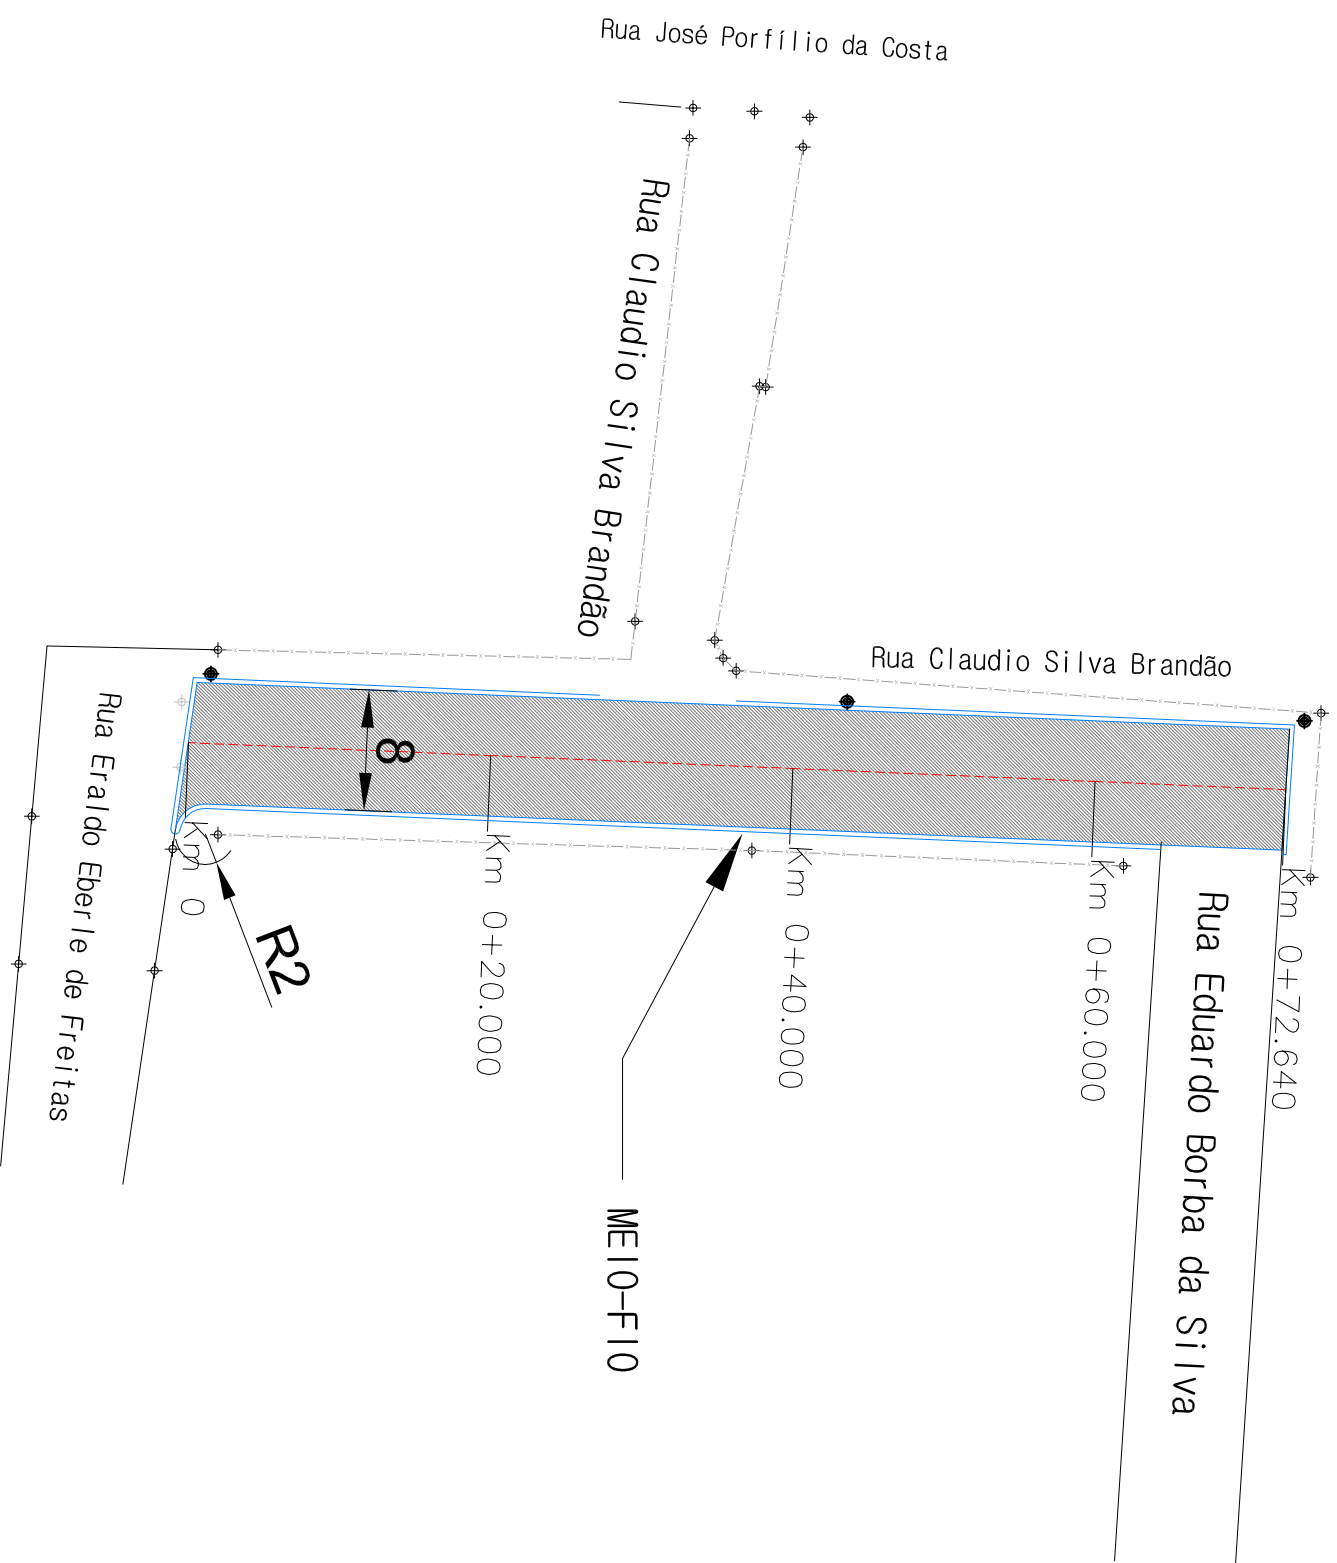 Rua José Porfílio da Costa
Rua Claudio Silva Brandão
Rua Claudio Silva Brandão
8
Rua Eraldo Eberle de Freitas
Km 0
R2
Km 0+20.000
Km 0+40.000
Km 0+60.000
Km 0+72.640
Rua Eduardo Borba da Silva
MEIO-FIO